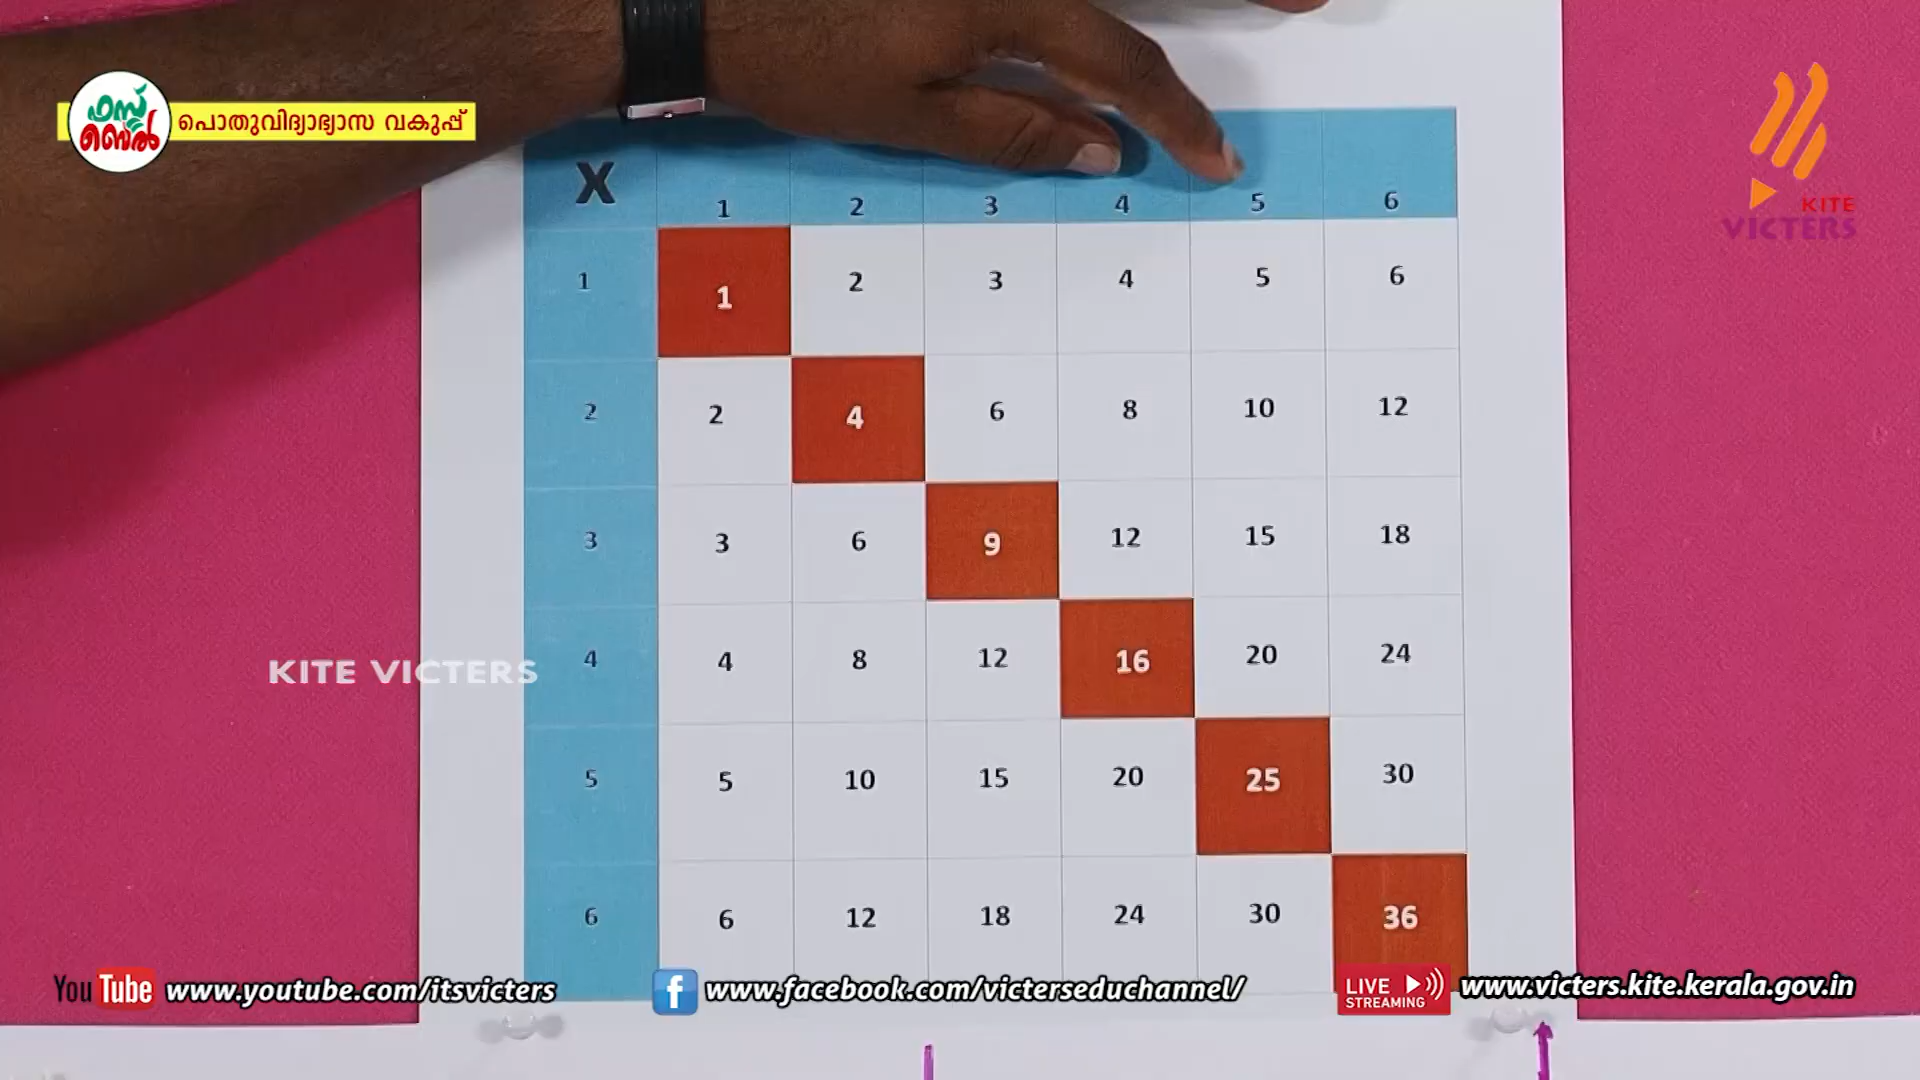 ഫസ്റ്റ് ബെൽ
പൊതുവിദ്യാഭ്യാസ വകുപ്പ്
KITE
VICTERS
X 1 2 3 4 5 6
1 1 2 3 4 5 6
2 2 4 6 8 10 12
3 3 6 9 12 15 18
4 4 8 12 16 20 24
5 5 10 15 20 25 30
6 6 12 18 24 30 36
KITE VICTERS
YouTube www.youtube.com/itsvicters
f www.facebook.com/victerseduchannel/
LIVE STREAMING www.victers.kite.kerala.gov.in